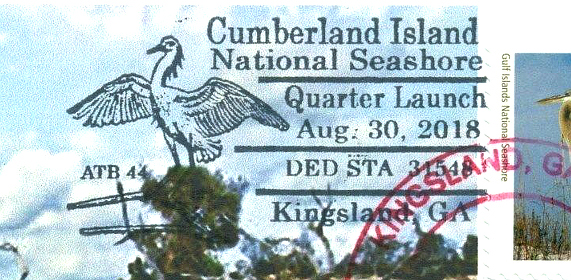 Cumberland Island
National Seashore
Quarter Launch
Aug. 30, 2018
ATB 44
DED STA 31548
Kingsland, GA
Gulf Islands National Seashore
KINGSLAND, GA